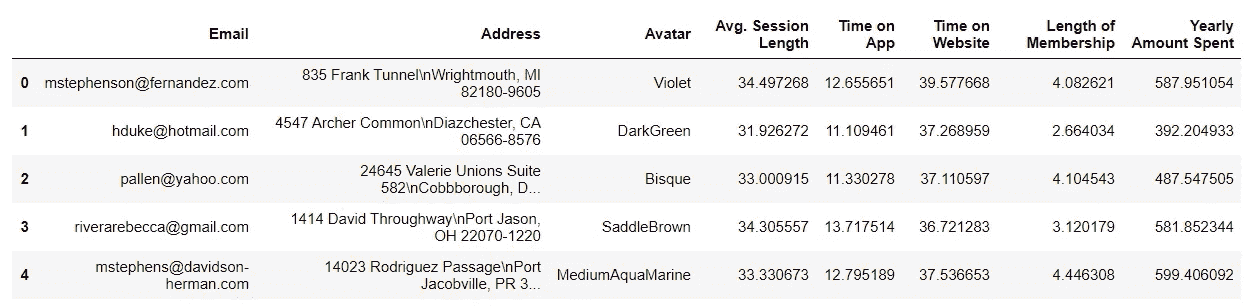 Email Address Avatar Avg. Session Length Time on App Time on Website Length of Membership Yearly Amount Spent
0 mstephenson@fernandez.com 835 Frank Tunnel\nWrightmouth, MI 82180-9605 Violet 34.497268 12.655651 39.577668 4.082621 587.951054
1 hduke@hotmail.com 4547 Archer Common\nDiazchester, CA 06566-8576 DarkGreen 31.926272 11.109461 37.268959 2.664034 392.204933
2 pallen@yahoo.com 24645 Valerie Unions Suite 582\nCobbborough, D... Bisque 33.000915 11.330278 37.110597 4.104543 487.547505
3 riverarebecca@gmail.com 1414 David Throughway\nPort Jason, OH 22070-1220 SaddleBrown 34.305557 13.717514 36.721283 3.120179 581.852344
4 mstephens@davidson-herman.com 14023 Rodriguez Passage\nPort Jacobville, PR 3... MediumAquaMarine 33.330673 12.795189 37.536653 4.446308 599.406092